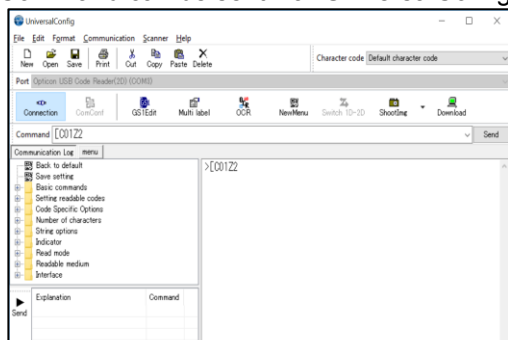 UniversalConfig
File Edit Format Communication Scanner Help
New Open Save Print Cut Copy Paste Delete
Character code Default character code
Port Opticon USB Code Reader(2D) (COM3)
Connection ComConf GS1Edit Multi label OCR NewMenu Switch 1D-2D Shooting Download
Command [C01Z2 Send
Communication Log menu
Back to default
Save setting
Basic commands
Setting readable codes
Code Specific Options
Number of characters
String options
Indicator
Read mode
Readable medium
Interface
>[C01Z2
Explanation Command
Send